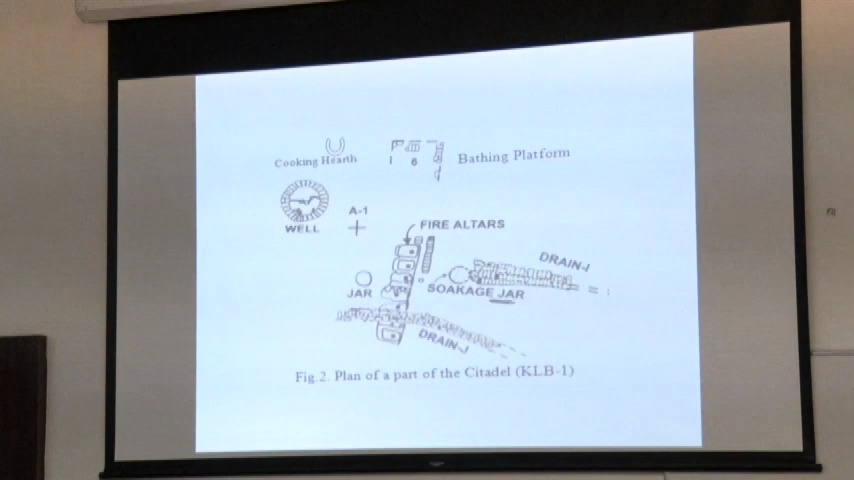 Cooking Hearth
I 6
Bathing Platform
A-1
WELL
FIRE ALTARS
DRAIN-I
JAR
SOAKAGE JAR
DRAIN-I
Fig.2. Plan of a part of the Citadel (KLB-1)